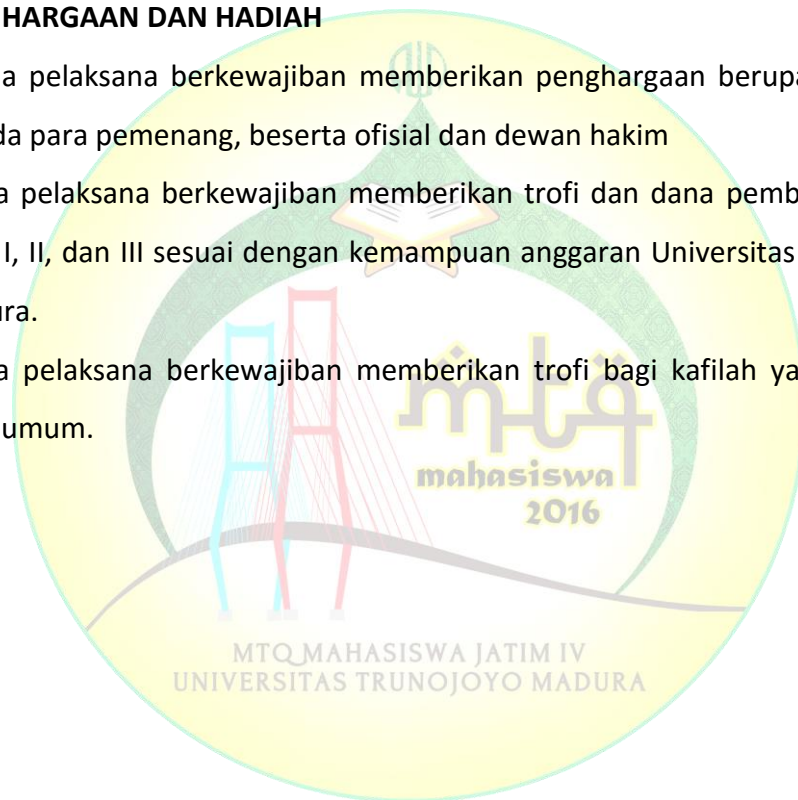 HARGAAN DAN HADIAH
a pelaksana berkewajiban memberikan penghargaan berupa
da para pemenang, beserta ofisial dan dewan hakim
a pelaksana berkewajiban memberikan trofi dan dana pemb
I, II, dan III sesuai dengan kemampuan anggaran Universitas
ura.
a pelaksana berkewajiban memberikan trofi bagi kafilah ya
umum.
mtq
mahasiswa
2016
MTQ MAHASISWA JATIM IV
UNIVERSITAS TRUNOJOYO MADURA